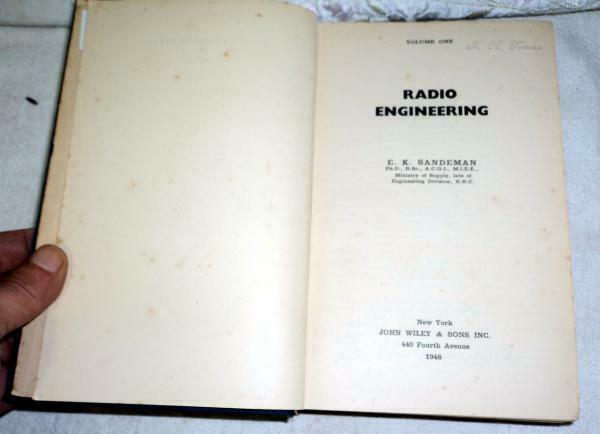 VOLUME ONE
RADIO
ENGINEERING
E. K. SANDEMAN
Ph.D., B.Sc., A.C.G.I., M.I.E.E.,
Ministry of Supply, late of
Engineering Division, B.B.C.
New York
JOHN WILEY & SONS INC.
440 Fourth Avenue
1948